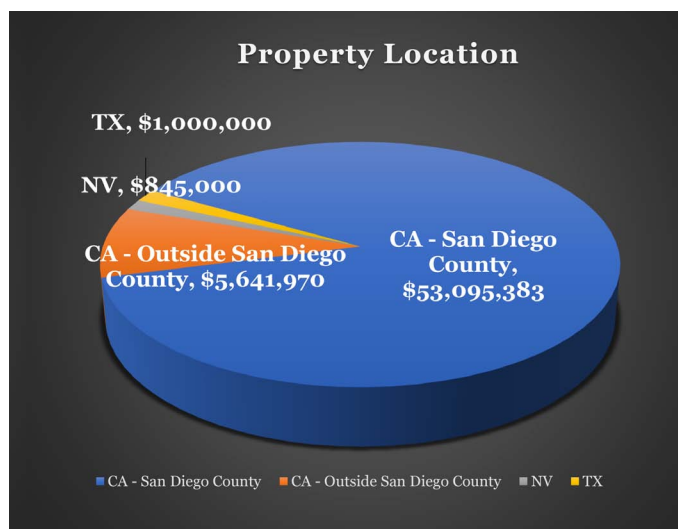 Property Location
TX, $1,000,000
NV, $845,000
CA - Outside San Diego
County, $5,641,970
CA - San Diego
County,
$53,095,383
CA - San Diego County CA - Outside San Diego County NV TX